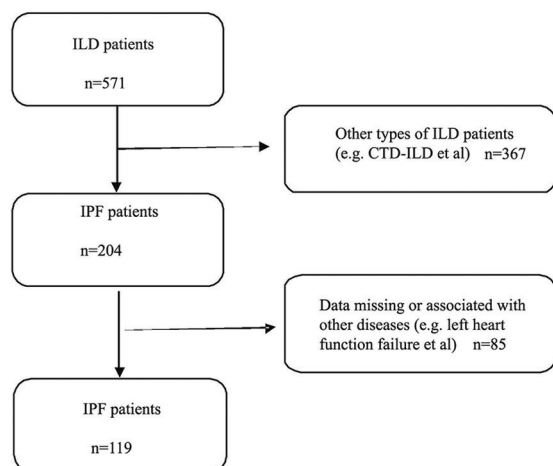 ILD patients
n=571
Other types of ILD patients
(e.g. CTD-ILD et al) n=367
IPF patients
n=204
Data missing or associated with
other diseases (e.g. left heart
function failure et al) n=85
IPF patients
n=119